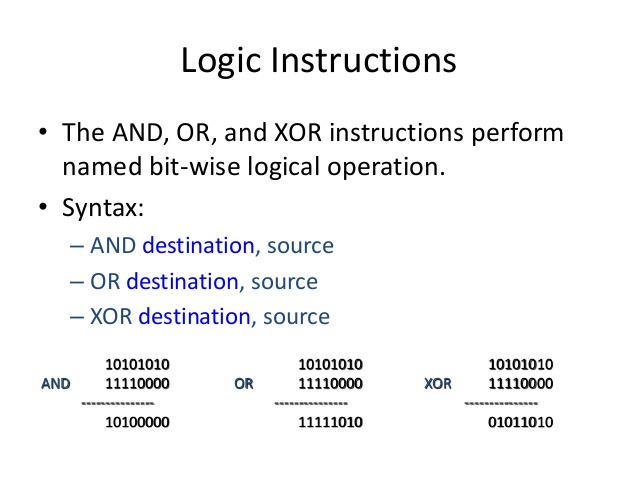 Logic Instructions
• The AND, OR, and XOR instructions perform
named bit-wise logical operation.
• Syntax:
– AND destination, source
– OR destination, source
– XOR destination, source
10101010 10101010 10101010
AND 11110000 OR 11110000 XOR 11110000
--------------- --------------- ---------------
10100000 11111010 01011010